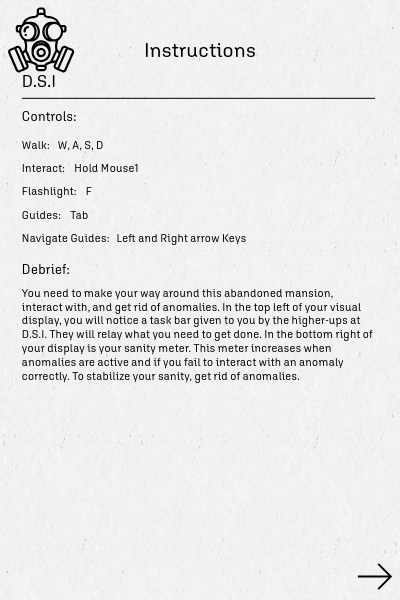 Instructions
D.S.I
Controls:
Walk: W, A, S, D
Interact: Hold Mouse1
Flashlight: F
Guides: Tab
Navigate Guides: Left and Right arrow Keys
Debrief:
You need to make your way around this abandoned mansion,
interact with, and get rid of anomalies. In the top left of your visual
display, you will notice a task bar given to you by the higher-ups at
D.S.I. They will relay what you need to get done. In the bottom right of
your display is your sanity meter. This meter increases when
anomalies are active and if you fail to interact with an anomaly
correctly. To stabilize your sanity, get rid of anomalies.